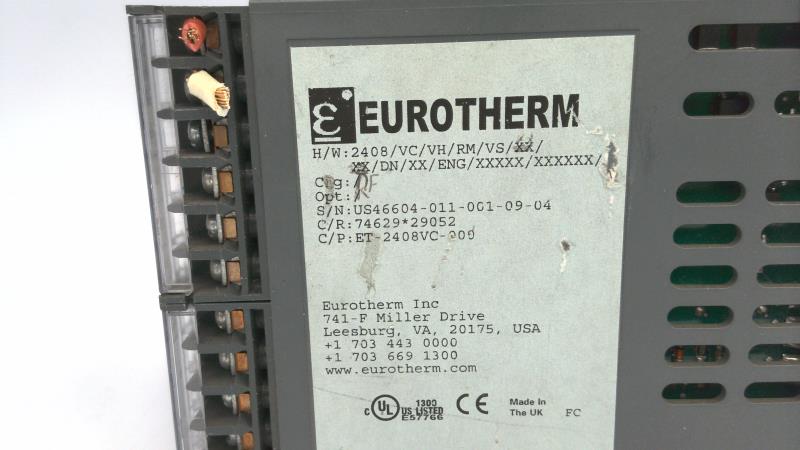 ε EUROTHERM
H/W:2408/VC/VH/RM/VS/XX/
XX/DN/XX/ENG/XXXXX/XXXXXX/
Cfg:/
Opt:/
S/N:US46604-011-001-09-04
C/R:74629*29052
C/P:ET-2408VC-000
Eurotherm Inc
741-F Miller Drive
Leesburg, VA, 20175, USA
+1 703 443 0000
+1 703 669 1300
www.eurotherm.com
C UL 1300
US LISTED
E57766
CE
Made In
The UK
FC